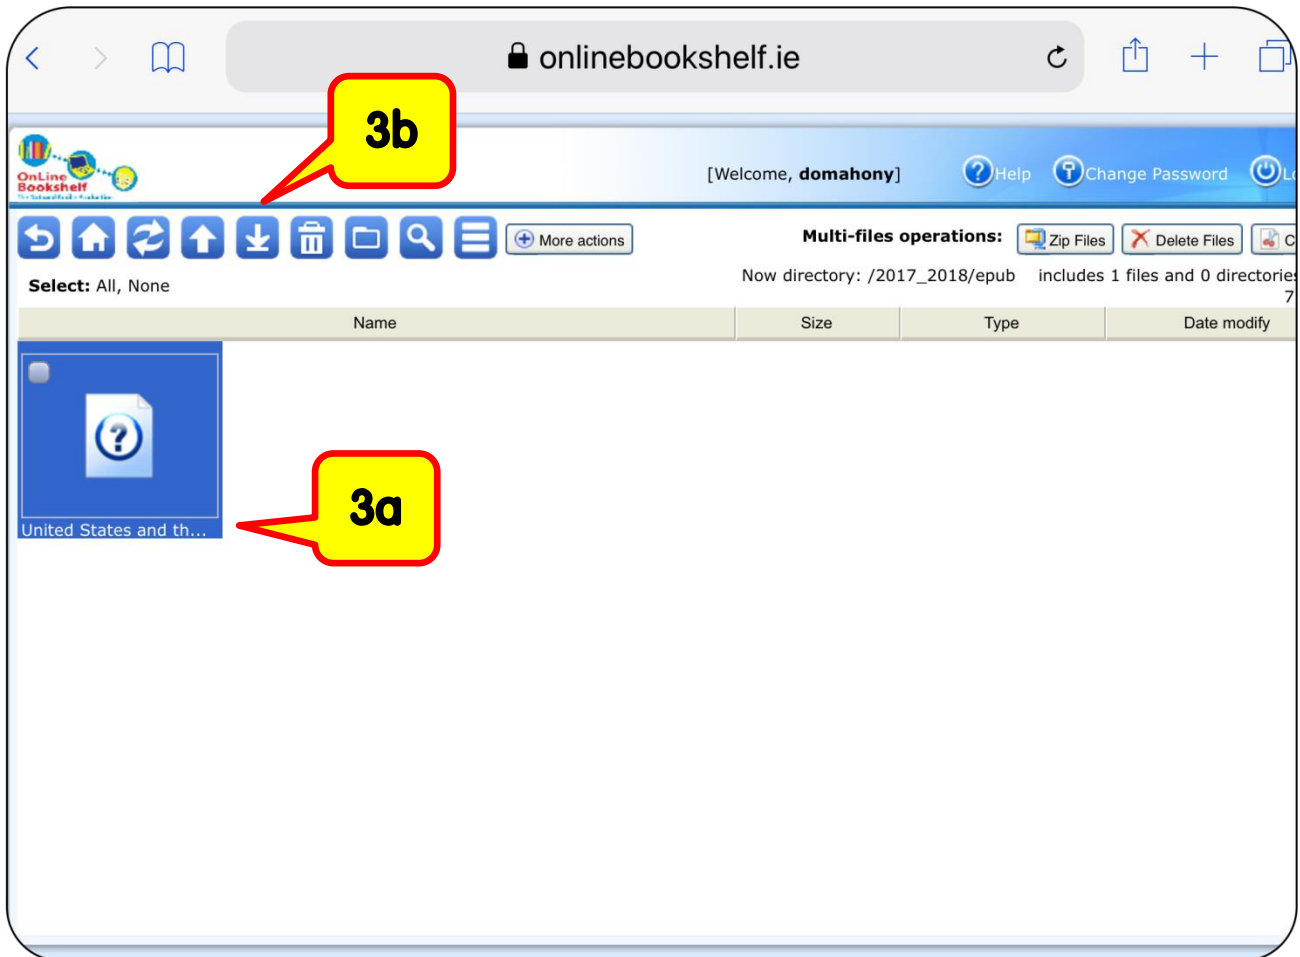 onlinebookshelf.ie
3b
OnLine
Bookshelf
[Welcome, domahony]
Help
Change Password
More actions
Multi-files operations:
Zip Files
Delete Files
Select: All, None
Now directory: /2017_2018/epub includes 1 files and 0 directories
7
Name
Size
Type
Date modify
United States and th...
3a